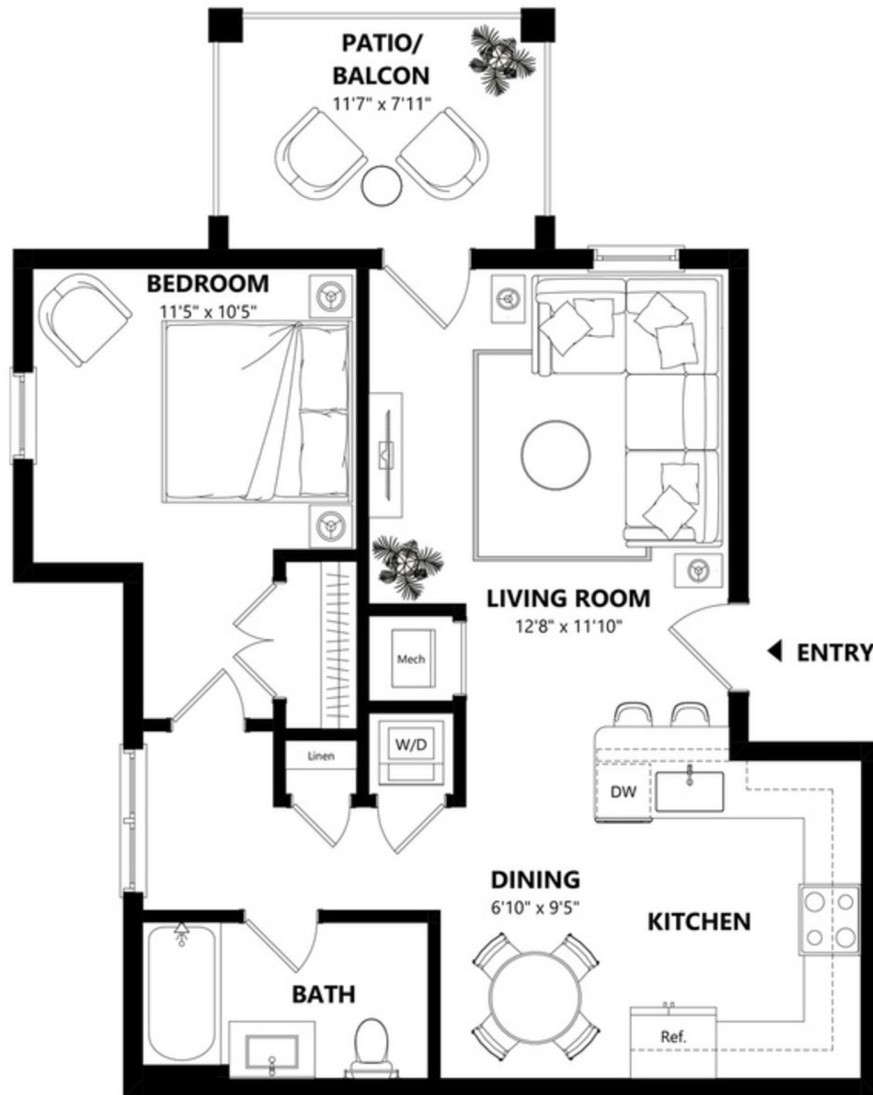 PATIO/
BALCON
11'7" x 7'11"
BEDROOM
11'5" x 10'5"
LIVING ROOM
12'8" x 11'10"
ENTRY
Mech
W/D
Linen
DW
DINING
6'10" x 9'5"
KITCHEN
BATH
Ref.